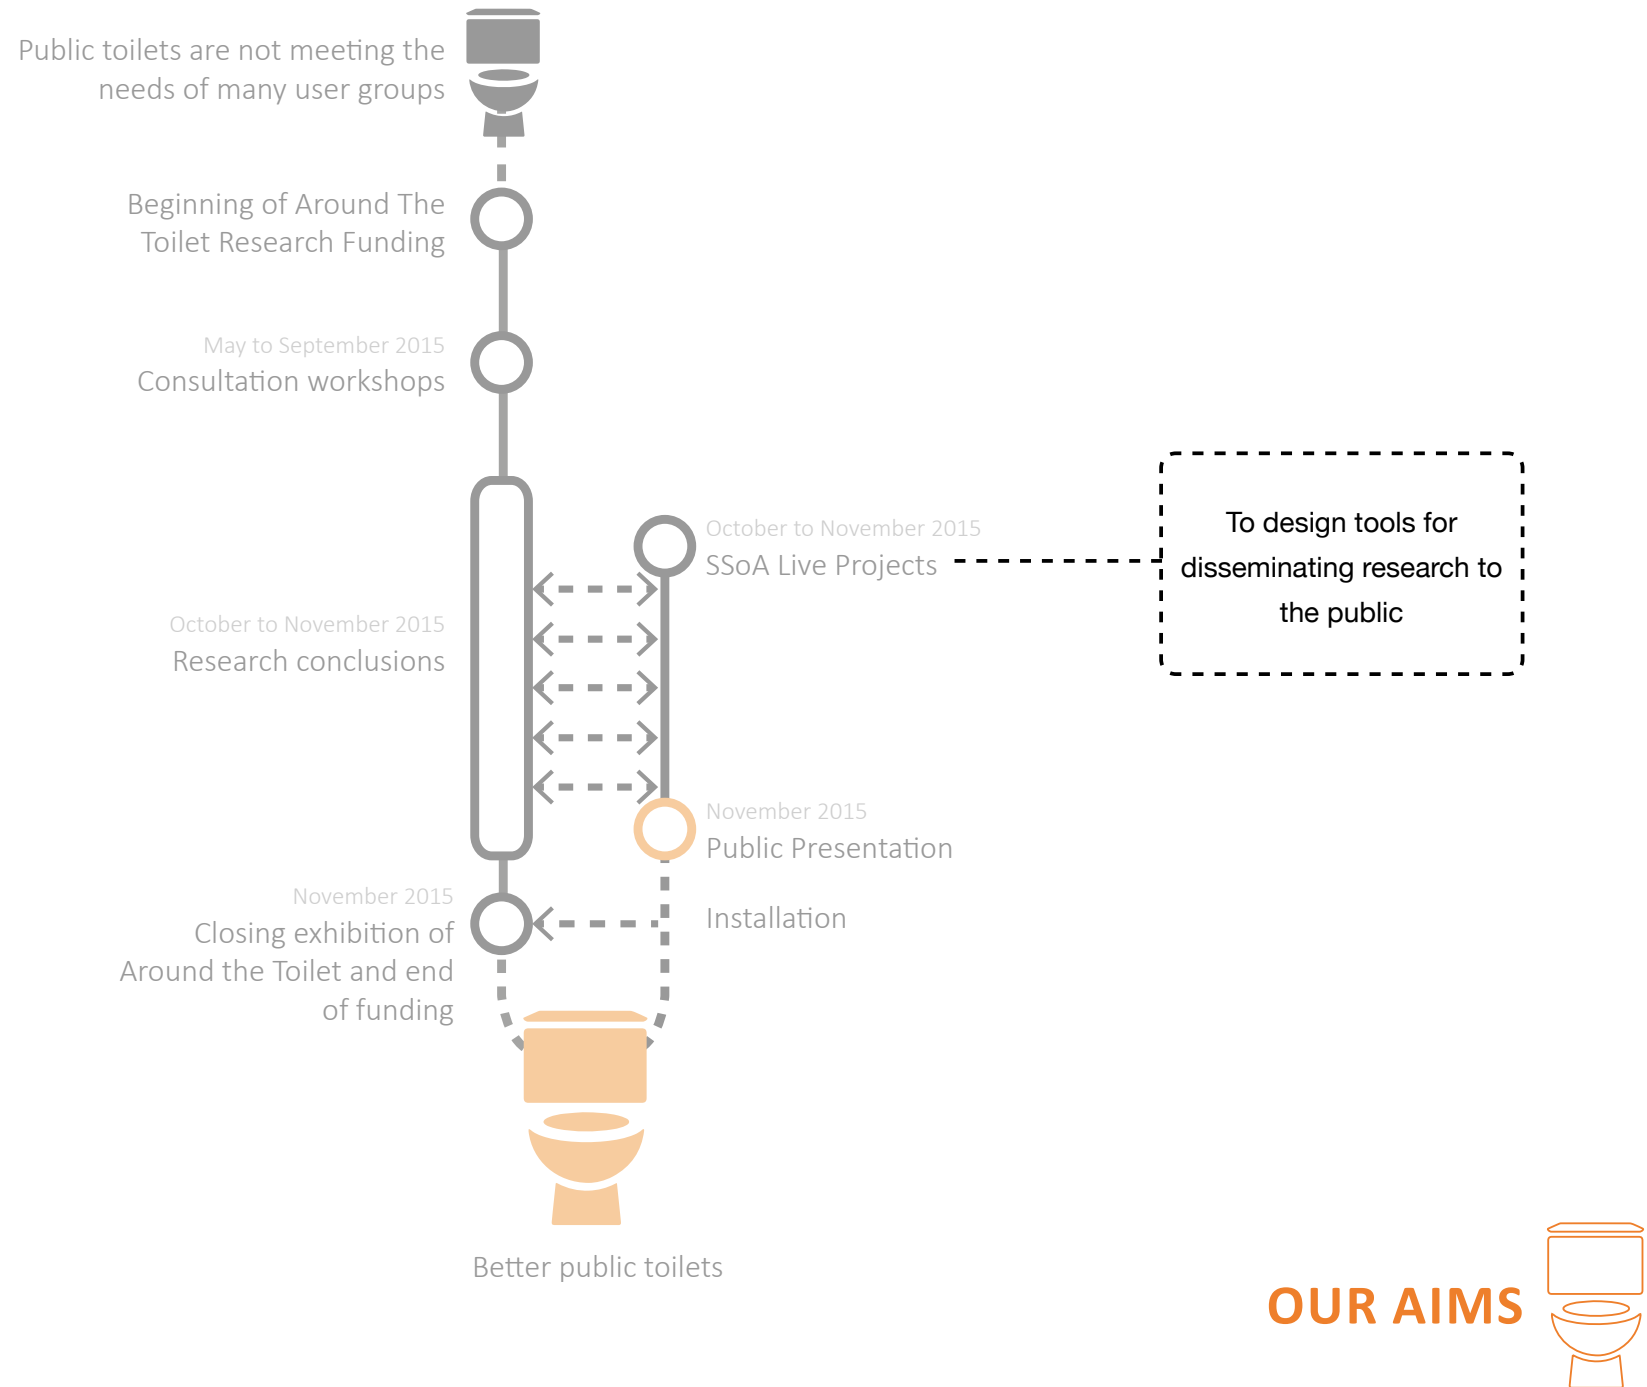 Public toilets are not meeting the
needs of many user groups
Beginning of Around The
Toilet Research Funding
May to September 2015
Consultation workshops
October to November 2015
SSoA Live Projects
To design tools for
disseminating research to
the public
October to November 2015
Research conclusions
November 2015
Public Presentation
November 2015
Closing exhibition of
Around the Toilet and end
of funding
Installation
Better public toilets
OUR AIMS